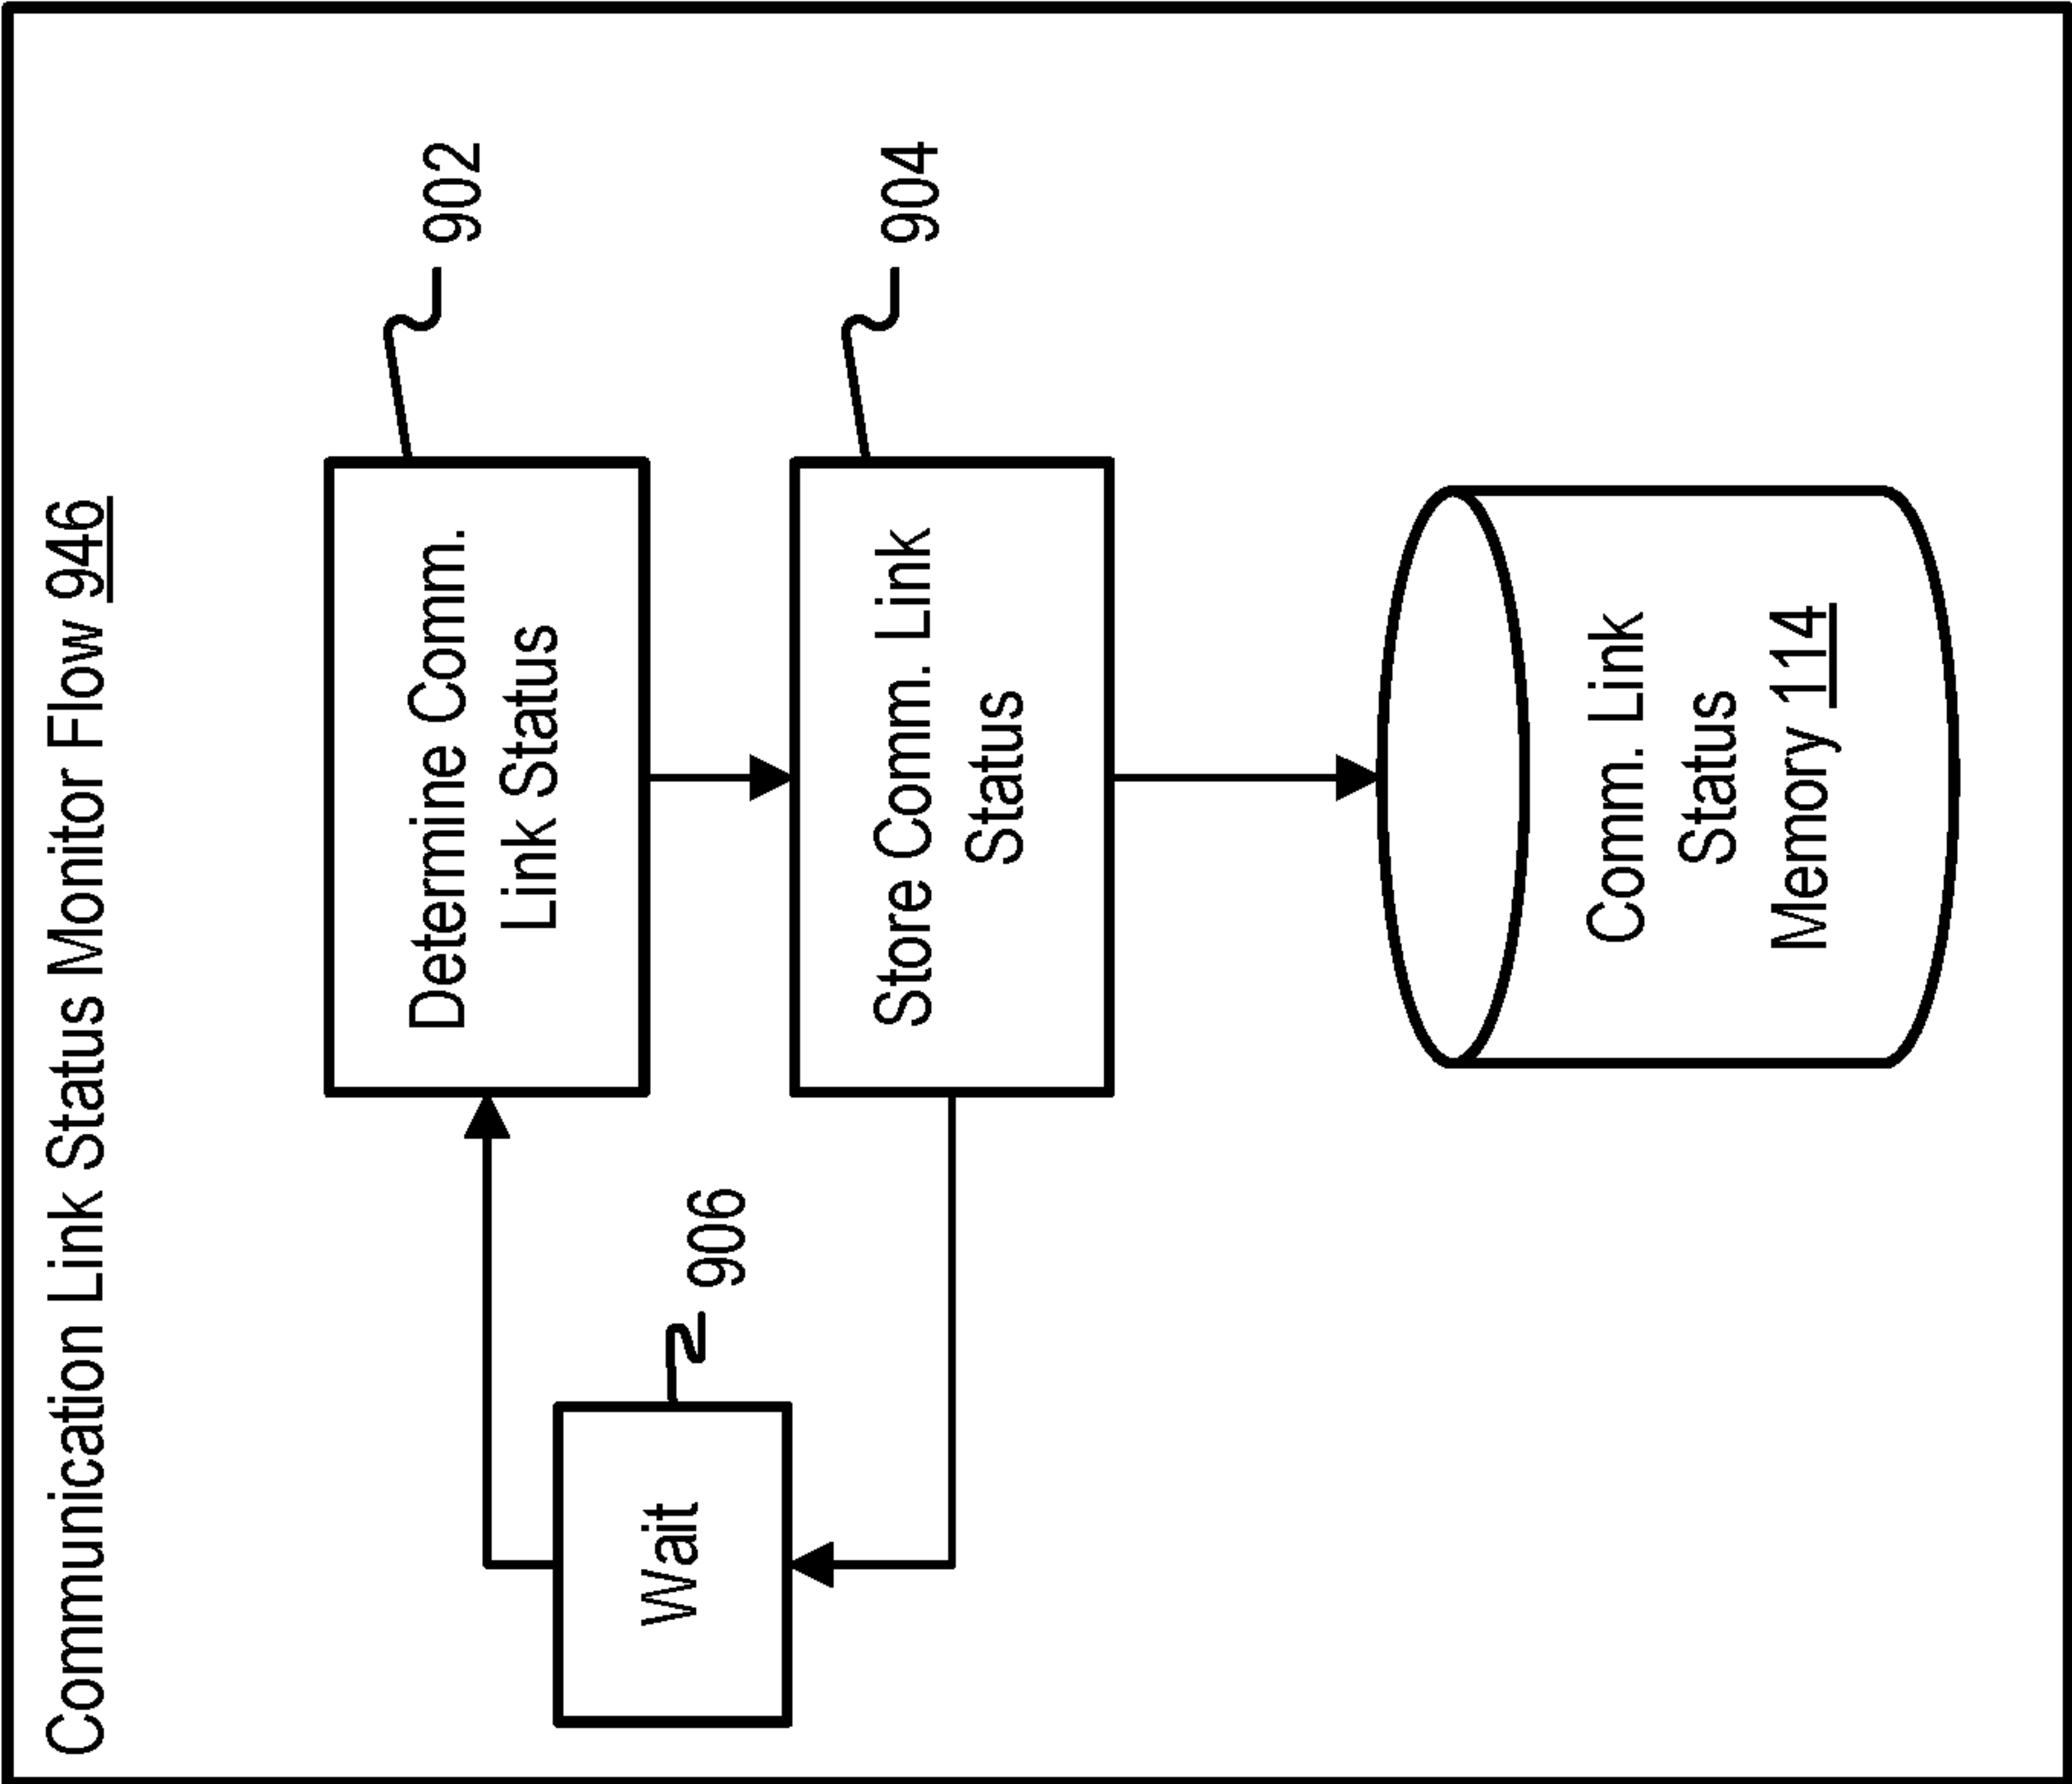 Communication Link Status Monitor Flow 946
Determine Comm.
Link Status
902
Store Comm. Link
Status
904
Wait
906
Comm. Link
Status
Memory 114